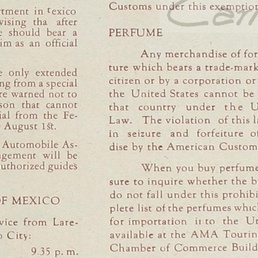 rtment in Mexico
vising tha after
e should bear a
im as an official
e only extended
ng from a special
e warned not to
son that cannot
ial from the Fe-
August 1st.
Automobile As-
ngement will be
uthorized guides
OF MEXICO
vice from Lare-
o City:
9.35 p. m.
Customs under this exemption
PERFUME
Any merchandise of for
ture which bears a trade-mark
citizen or by a corporation or
the United States cannot be
that country under the U
Law. The violation of this la
in seizure and forfeiture of
dise by the American Custom
When you buy perfume
sure to inquire whether the b
do not fall under this prohibi
plete list of the perfumes which
for importation into the Un
available at the AMA Touring
Chamber of Commerce Build